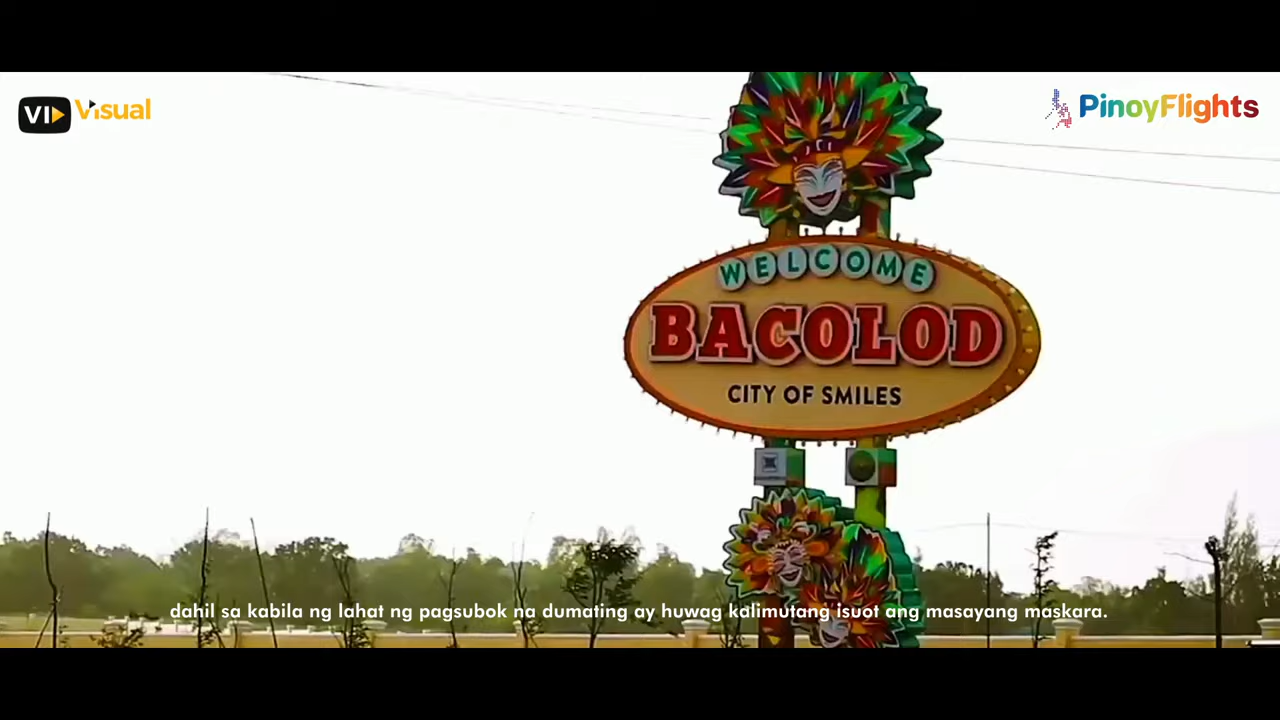 VI Visual
PinoyFlights
WELCOME
BACOLOD
CITY OF SMILES
dahil sa kabila ng lahat ng pagsubok na dumating ay huwag kalimutang isuot ang masayang maskara.